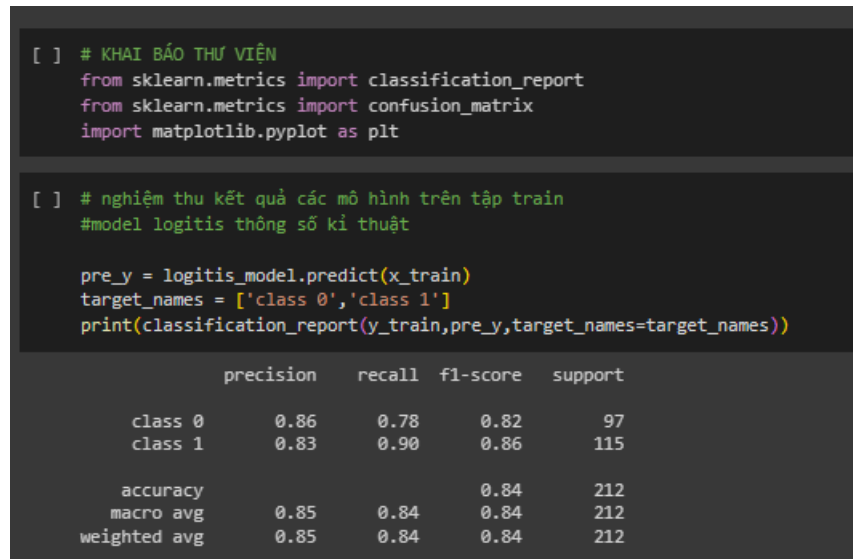 [ ] # KHAI BÁO THƯ VIỆN
from sklearn.metrics import classification_report
from sklearn.metrics import confusion_matrix
import matplotlib.pyplot as plt
[ ] # nghiệm thu kết quả các mô hình trên tập train
#model logitis thông số kỉ thuật
pre_y = logitis_model.predict(x_train)
target_names = ['class 0','class 1']
print(classification_report(y_train,pre_y,target_names=target_names))
precision recall f1-score support
class 0 0.86 0.78 0.82 97
class 1 0.83 0.90 0.86 115
accuracy 0.84 212
macro avg 0.85 0.84 0.84 212
weighted avg 0.85 0.84 0.84 212